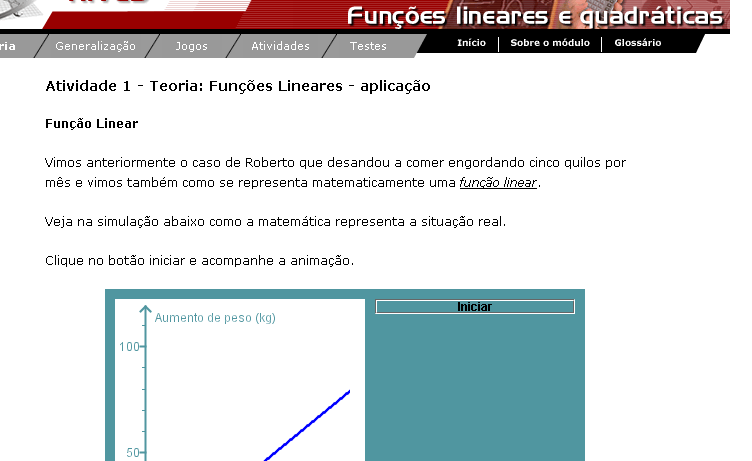 Funções lineares e quadráticas
ria Generalização Jogos Atividades Testes Início Sobre o módulo Glossário
Atividade 1 - Teoria: Funções Lineares - aplicação
Função Linear
Vimos anteriormente o caso de Roberto que desandou a comer engordando cinco quilos por
mês e vimos também como se representa matematicamente uma função linear.
Veja na simulação abaixo como a matemática representa a situação real.
Clique no botão iniciar e acompanhe a animação.
Iniciar
Aumento de peso (kg)
100
50